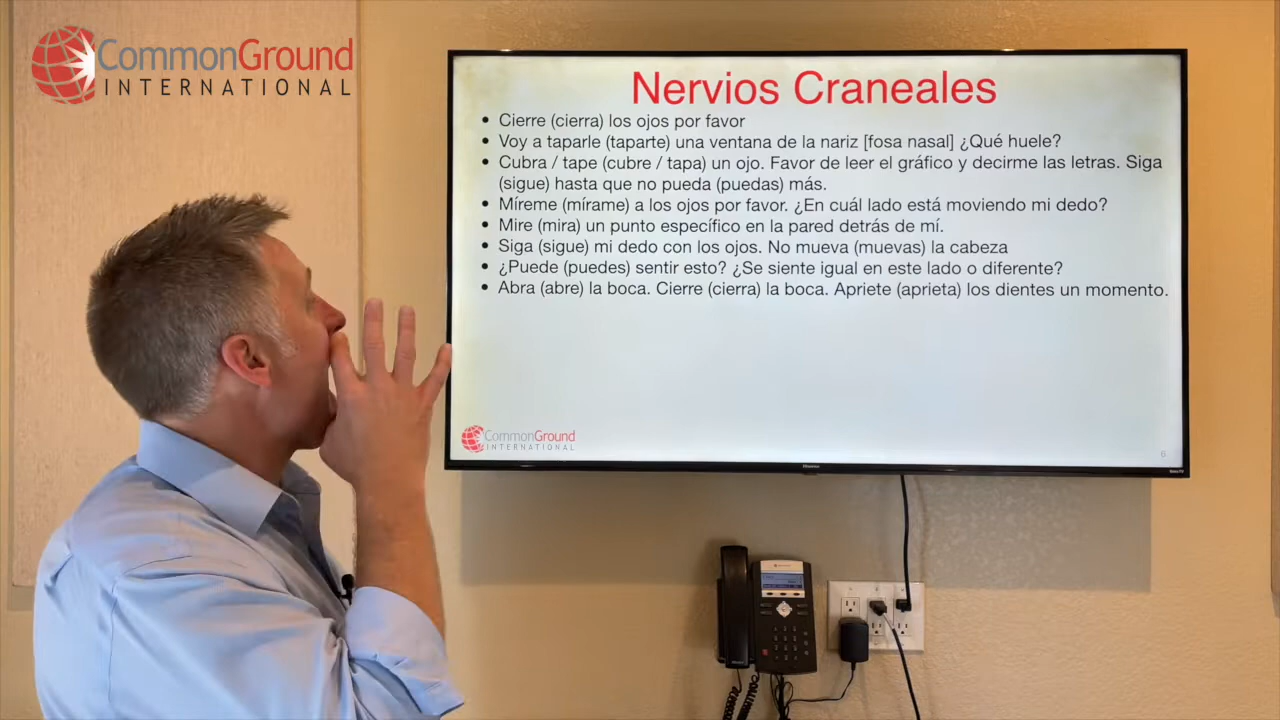 CommonGround
INTERNATIONAL
Nervios Craneales
• Cierre (cierra) los ojos por favor
• Voy a taparle (taparte) una ventana de la nariz [fosa nasal] ¿Qué huele?
• Cubra / tape (cubre / tapa) un ojo. Favor de leer el gráfico y decirme las letras. Siga
(sigue) hasta que no pueda (puedas) más.
• Míreme (mírame) a los ojos por favor. ¿En cuál lado está moviendo mi dedo?
• Mire (mira) un punto específico en la pared detrás de mí.
• Siga (sigue) mi dedo con los ojos. No mueva (muevas) la cabeza
• ¿Puede (puedes) sentir esto? ¿Se siente igual en este lado o diferente?
• Abra (abre) la boca. Cierre (cierra) la boca. Apriete (aprieta) los dientes un momento.
CommonGround
INTERNATIONAL
6
Hisense